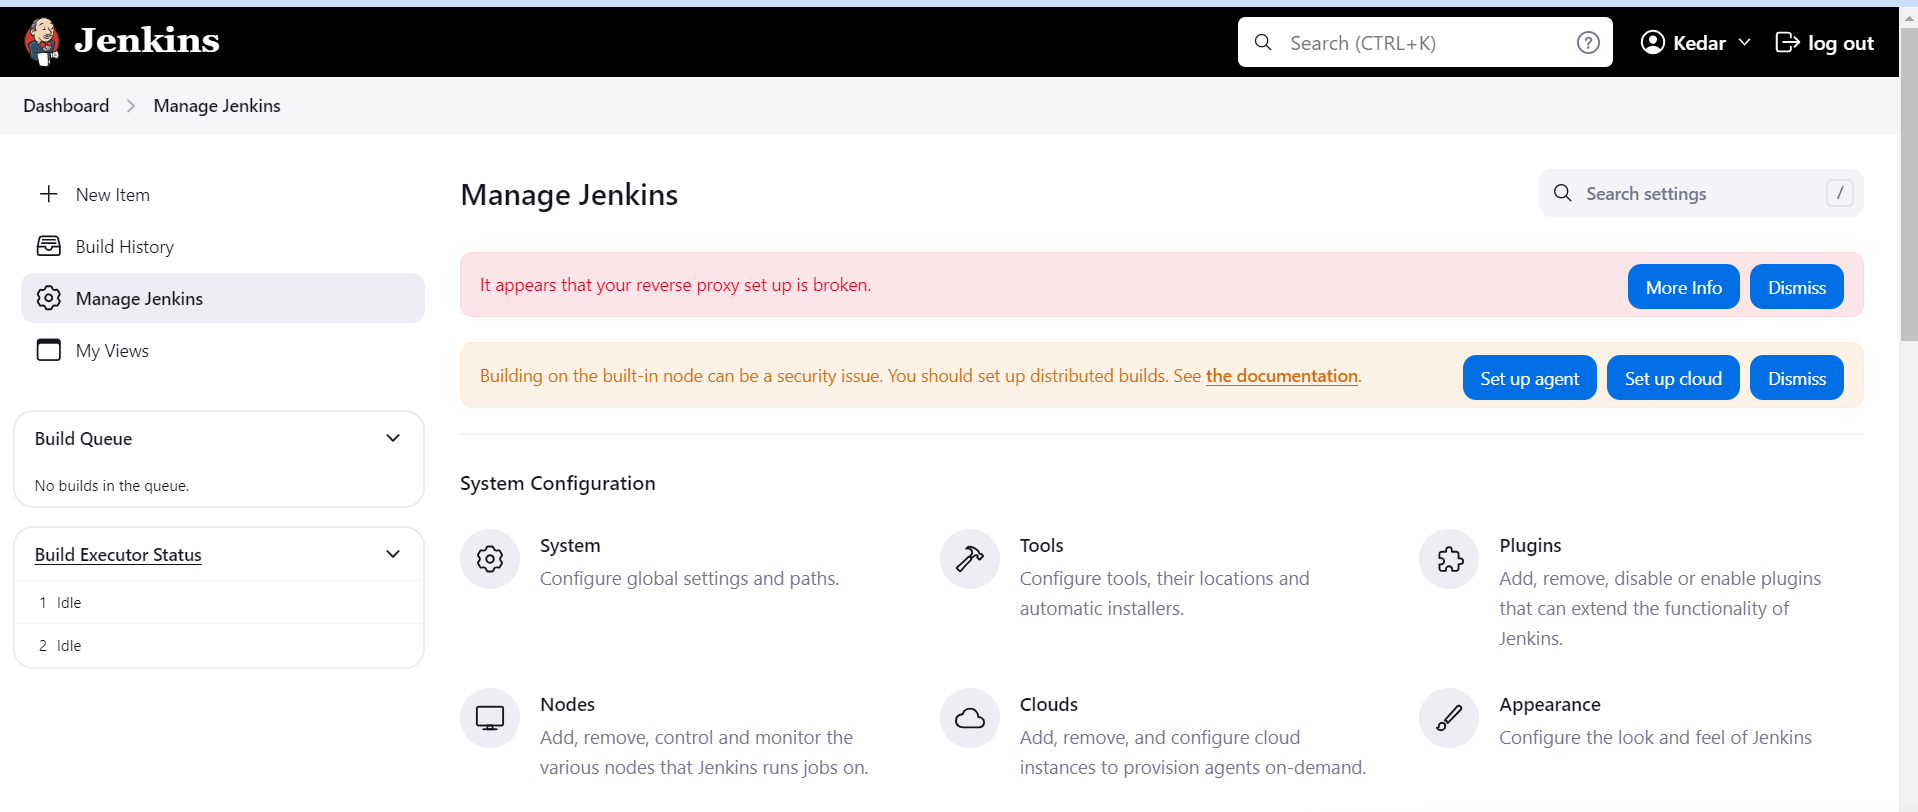 Jenkins
Search (CTRL+K)
?
Kedar
log out
Dashboard
Manage Jenkins
New Item
Build History
Manage Jenkins
My Views
Build Queue
No builds in the queue.
Build Executor Status
1 Idle
2 Idle
Manage Jenkins
Search settings
/
It appears that your reverse proxy set up is broken.
More Info
Dismiss
Building on the built-in node can be a security issue. You should set up distributed builds. See the documentation.
Set up agent
Set up cloud
Dismiss
System Configuration
System
Configure global settings and paths.
Tools
Configure tools, their locations and
automatic installers.
Plugins
Add, remove, disable or enable plugins
that can extend the functionality of
Jenkins.
Nodes
Add, remove, control and monitor the
various nodes that Jenkins runs jobs on.
Clouds
Add, remove, and configure cloud
instances to provision agents on-demand.
Appearance
Configure the look and feel of Jenkins